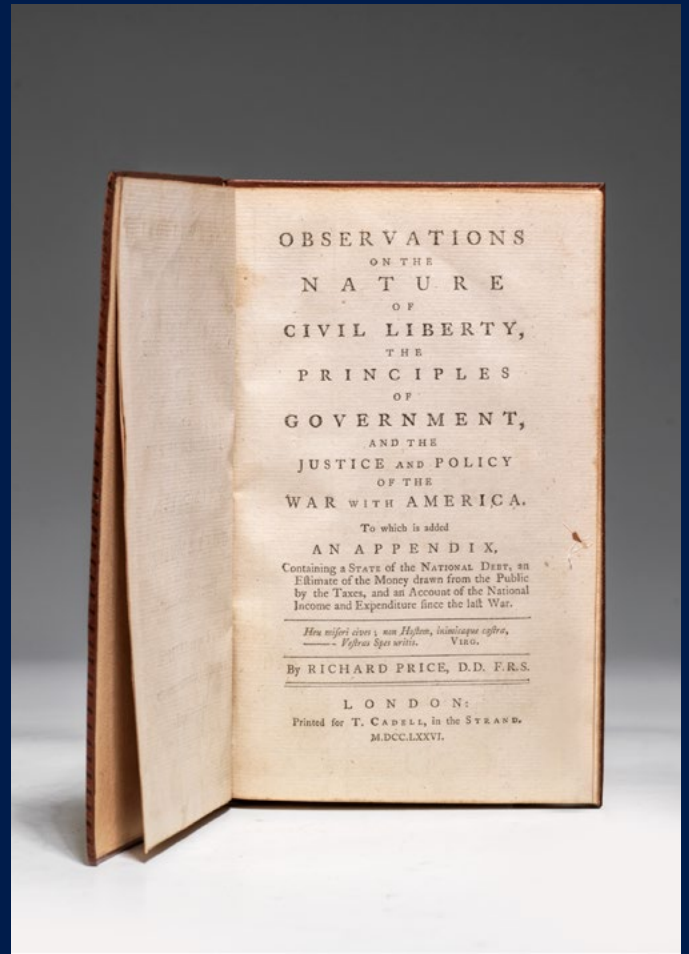 OBSERVATIONS
ON THE
NATURE
OF
CIVIL LIBERTY,
THE
PRINCIPLES
OF
GOVERNMENT,
AND THE
JUSTICE AND POLICY
OF THE
WAR WITH AMERICA.
To which is added
AN APPENDIX,
Containing a STATE of the NATIONAL DEBT, an
Eſtimate of the Money drawn from the Public
by the Taxes, and an Account of the National
Income and Expenditure ſince the laſt War.
Heu miſeri cives; non Hoſtem, inimicaque caſtra,
——— Veſtras Spes uritis. VIRG.
By RICHARD PRICE, D.D. F.R.S.
LONDON:
Printed for T. CADELL, in the STRAND.
M.DCC.LXXVI.